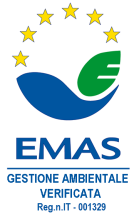 EMAS
GESTIONE AMBIENTALE
VERIFICATA
Reg.n.IT - 001329